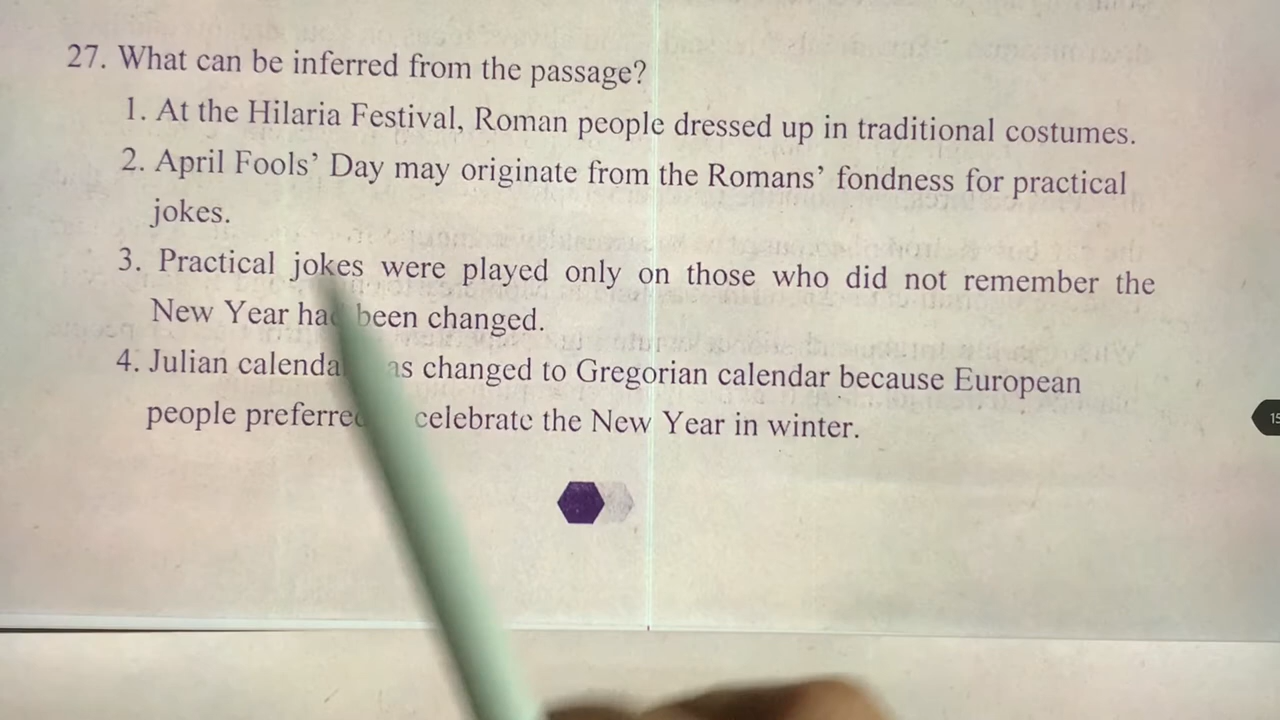 27. What can be inferred from the passage?
1. At the Hilaria Festival, Roman people dressed up in traditional costumes.
2. April Fools’ Day may originate from the Romans’ fondness for practical
jokes.
3. Practical jokes were played only on those who did not remember the
New Year had been changed.
4. Julian changed to Gregorian calendar because European
people celebrate the New Year in winter.
15